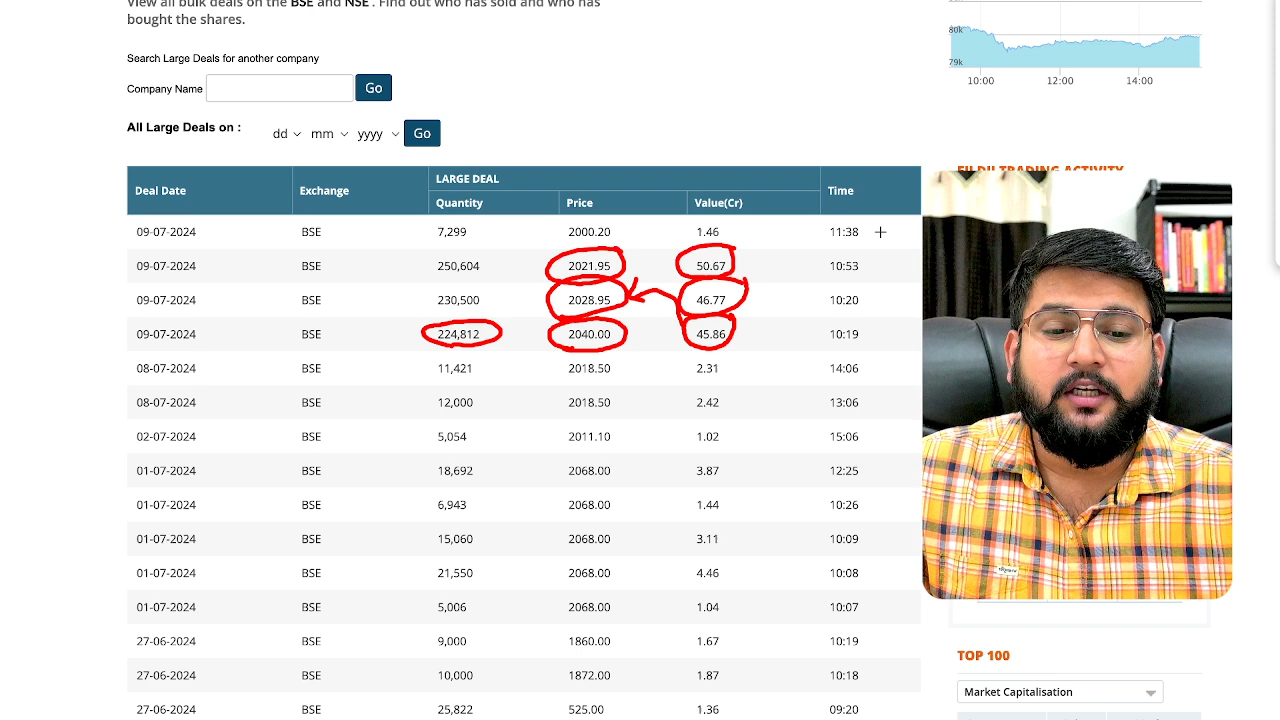 View all bulk deals on the BSE and NSE . Find out who has sold and who has
bought the shares.
Search Large Deals for another company
Company Name Go
All Large Deals on : dd mm yyyy Go
80k
79k
10:00 12:00 14:00
FII DII TRADING ACTIVITY
Deal Date Exchange LARGE DEAL Time
Quantity Price Value(Cr)
09-07-2024 BSE 7,299 2000.20 1.46 11:38
09-07-2024 BSE 250,604 2021.95 50.67 10:53
09-07-2024 BSE 230,500 2028.95 46.77 10:20
09-07-2024 BSE 224,812 2040.00 45.86 10:19
08-07-2024 BSE 11,421 2018.50 2.31 14:06
08-07-2024 BSE 12,000 2018.50 2.42 13:06
02-07-2024 BSE 5,054 2011.10 1.02 15:06
01-07-2024 BSE 18,692 2068.00 3.87 12:25
01-07-2024 BSE 6,943 2068.00 1.44 10:26
01-07-2024 BSE 15,060 2068.00 3.11 10:09
01-07-2024 BSE 21,550 2068.00 4.46 10:08
01-07-2024 BSE 5,006 2068.00 1.04 10:07
27-06-2024 BSE 9,000 1860.00 1.67 10:19
27-06-2024 BSE 10,000 1872.00 1.87 10:18
27-06-2024 BSE 25,822 525.00 1.36 09:20
TOP 100
Market Capitalisation